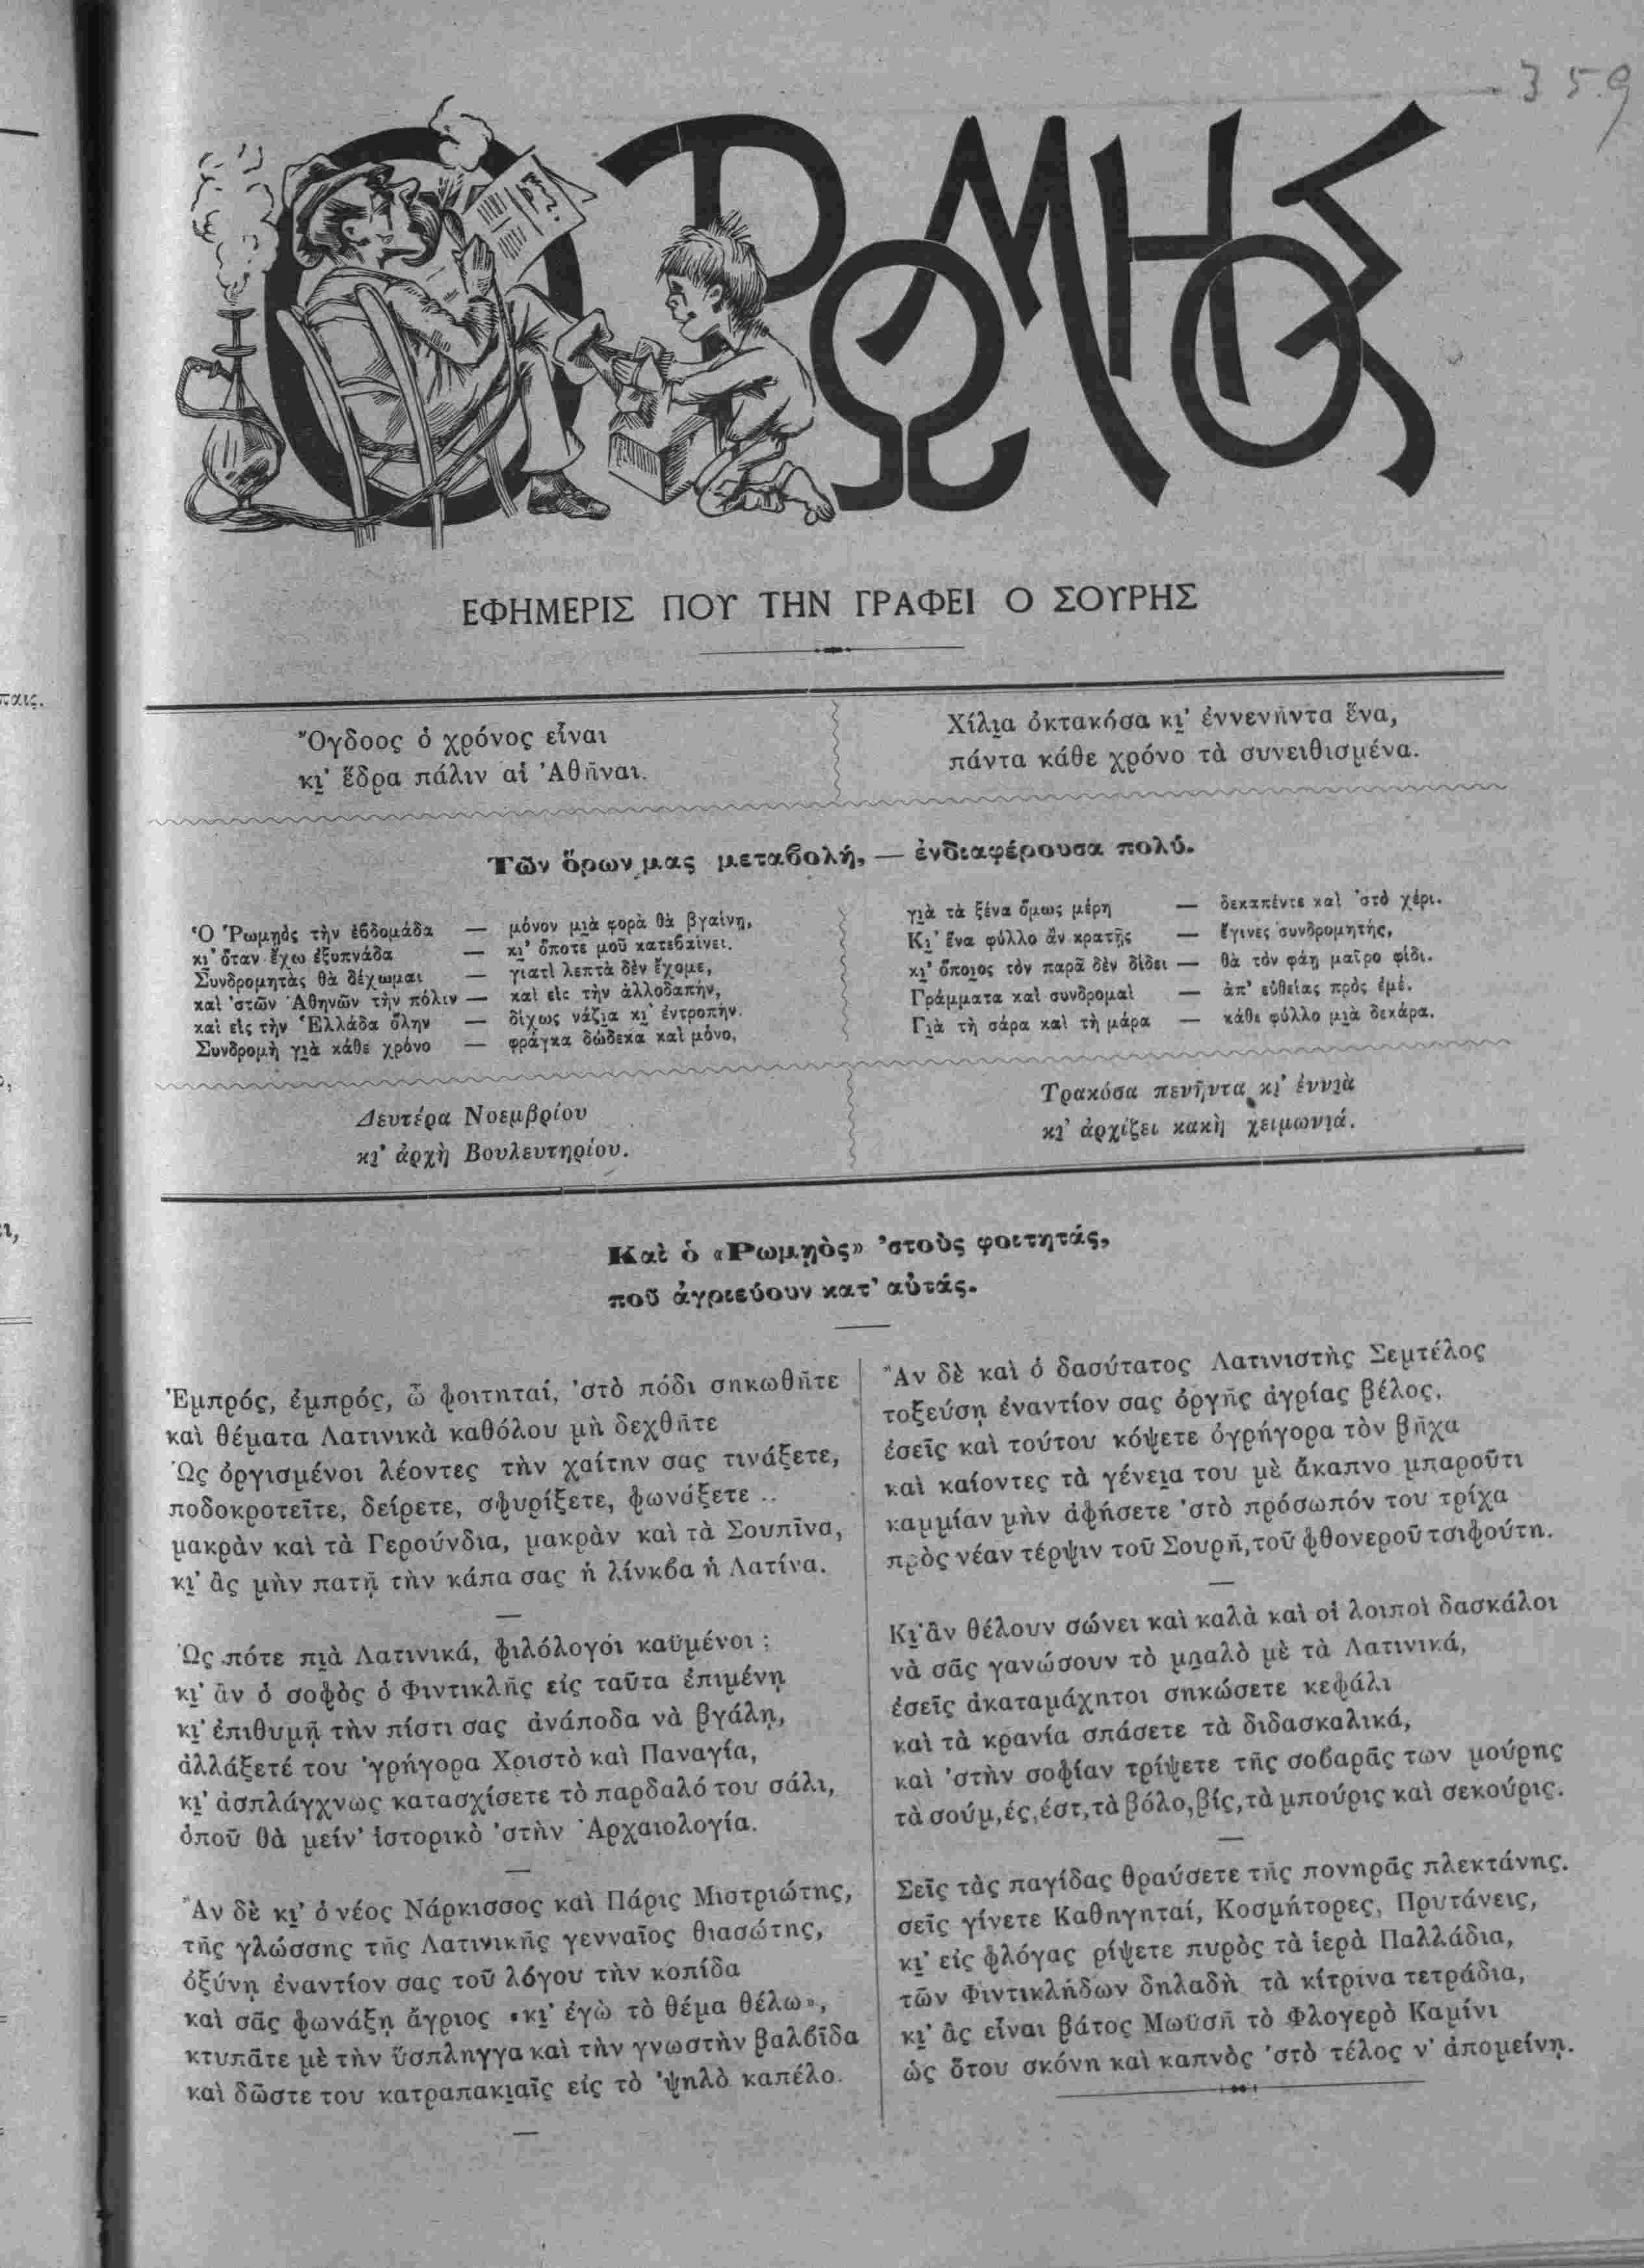 359
Ο ΡΩΜΗΟΣ
ΕΦΗΜΕΡΙΣ ΠΟΥ ΤΗΝ ΓΡΑΦΕΙ Ο ΣΟΥΡΗΣ
Ὄγδοος ὁ χρόνος εἶναι
κι̯' ἕδρα πάλιν αἱ Ἀθῆναι.
Χίλι̯α ὀκτακόσα κι̯' ἐννενῆντα ἕνα,
πάντα κάθε χρόνο τὰ συνειθισμένα.
Τῶν ὅρων μας μεταβολή, — ἐνδιαφέρουσα πολύ.
Ὁ Ῥωμῃὸς τὴν ἑβδομάδα — μόνον μι̯ὰ φορὰ θὰ βγαίνῃ,
κι̯' ὅταν ἔχω ἐξυπνάδα — κι̯' ὅποτε μοῦ κατεβαίνει.
Συνδρομητὰς θὰ δέχωμαι — γιατὶ λεπτὰ δὲν ἔχομε,
καὶ 'στῶν Ἀθηνῶν τὴν πόλιν — καὶ εἰς τὴν ἀλλοδαπήν,
καὶ εἰς τὴν Ἑλλάδα ὅλην — δίχως νάζι̯α κι̯' ἐντροπήν.
Συνδρομὴ γι̯ὰ κάθε χρόνο — φράγκα δώδεκα καὶ μόνο,
γι̯ὰ τὰ ξένα ὅμως μέρη — δεκαπέντε καὶ 'στὸ χέρι.
Κι̯' ἕνα φύλλο ἂν κρατῇς — ἔγινες συνδρομητής,
κι̯' ὅποι̯ος τὸν παρᾶ δὲν δίδει — θὰ τὸν φάῃ μαῦρο φίδι.
Γράμματα καὶ συνδρομαὶ — ἀπ' εὐθείας πρὸς ἐμέ.
Γι̯ὰ τὴ σάρα καὶ τὴ μάρα — κάθε φύλλο μι̯ὰ δεκάρα.
Δευτέρα Νοεμβρίου
κι̯' ἀρχὴ Βουλευτηρίου.
Τρακόσα πενῆντα κι̯' ἐννι̯ὰ
κι̯' ἀρχίζει κακὴ χειμωνι̯ά.
Καὶ ὁ «Ρωμῃὸς» 'στοὺς φοιτητάς,
ποῦ ἀγριεύουν κατ' αὐτάς.
Ἐμπρός, ἐμπρός, ὦ φοιτηταί, 'στὸ πόδι σηκωθῆτε
καὶ θέματα Λατινικὰ καθόλου μὴ δεχθῆτε
Ὡς ὀργισμένοι λέοντες τὴν χαίτην σας τινάξετε,
ποδοκροτεῖτε, δείρετε, σφυρίξετε, φωνάξετε ..
μακρὰν καὶ τὰ Γερούνδια, μακρὰν καὶ τὰ Σουπῖνα,
κι̯' ἂς μὴν πατῇ τὴν κάπα σας ἡ λίνκβα ἡ Λατίνα.
Ὡς πότε πι̯ὰ Λατινικά, φιλόλογοι καϋμένοι ;
κι̯' ἂν ὁ σοφὸς ὁ Φιντικλῆς εἰς ταῦτα ἐπιμένῃ
κι̯' ἐπιθυμῇ τὴν πίστι σας ἀνάποδα νὰ βγάλῃ,
ἀλλάξετέ του 'γρήγορα Χριστὸ καὶ Παναγία,
κι̯' ἀσπλάγχνως κατασχίσετε τὸ παρδαλό του σάλι,
ὁποῦ θὰ μείν' ἱστορικὸ 'στὴν Ἀρχαιολογία.
Ἂν δὲ κι̯' ὁ νέος Νάρκισσος καὶ Πάρις Μιστριώτης,
τῆς γλώσσης τῆς Λατινικῆς γενναῖος θιασώτης,
ὀξύνῃ ἐναντίον σας τοῦ λόγου τὴν κοπίδα
καὶ σᾶς φωνάξῃ ἄγριος «κι̯' ἐγὼ τὸ θέμα θέλω»,
κτυπᾶτε μὲ τὴν ὕσπληγγα καὶ τὴν γνωστὴν βαλβῖδα
καὶ δῶστε του κατραπακι̯αῖς εἰς τὸ 'ψηλὸ καπέλο.
Ἂν δὲ καὶ ὁ δασύτατος Λατινιστὴς Σεμτέλος
τοξεύσῃ ἐναντίον σας ὀργῆς ἀγρίας βέλος,
ἐσεῖς καὶ τούτου κόψετε ὀγρήγορα τὸν βῆχα
καὶ καίοντες τὰ γένει̯α του μὲ ἄκαπνο μπαροῦτι
καμμίαν μὴν ἀφήσετε 'στὸ πρόσωπόν του τρίχα
πρὸς νέαν τέρψιν τοῦ Σουρῆ, τοῦ φθονεροῦ τσιφούτη.
Κι̯' ἂν θέλουν σώνει καὶ καλὰ καὶ οἱ λοιποὶ δασκάλοι
νὰ σᾶς γανώσουν τὸ μυαλὸ μὲ τὰ Λατινικά,
ἐσεῖς ἀκαταμάχητοι σηκώσετε κεφάλι
καὶ τὰ κρανία σπάσετε τὰ διδασκαλικά,
καὶ 'στὴν σοφίαν τρίψετε τῆς σοβαρᾶς των μούρης
τὰ σούμ, ές, έστ, τὰ βόλο, βίς, τὰ μπούρις καὶ σεκούρις.
Σεῖς τὰς παγίδας θραύσετε τῆς πονηρᾶς πλεκτάνης.
σεῖς γίνετε Καθηγηταί, Κοσμήτορες, Πρυτάνεις,
κι̯' εἰς φλόγας ρίψετε πυρὸς τὰ ἱερὰ Παλλάδια,
τῶν Φιντικλήδων δηλαδὴ τὰ κίτρινα τετράδια,
κι̯' ἂς εἶναι βάτος Μωϋσῆ τὸ Φλογερὸ Καμίνι
ὡς ὅτου σκόνη καὶ καπνὸς 'στὸ τέλος ν' ἀπομείνῃ.